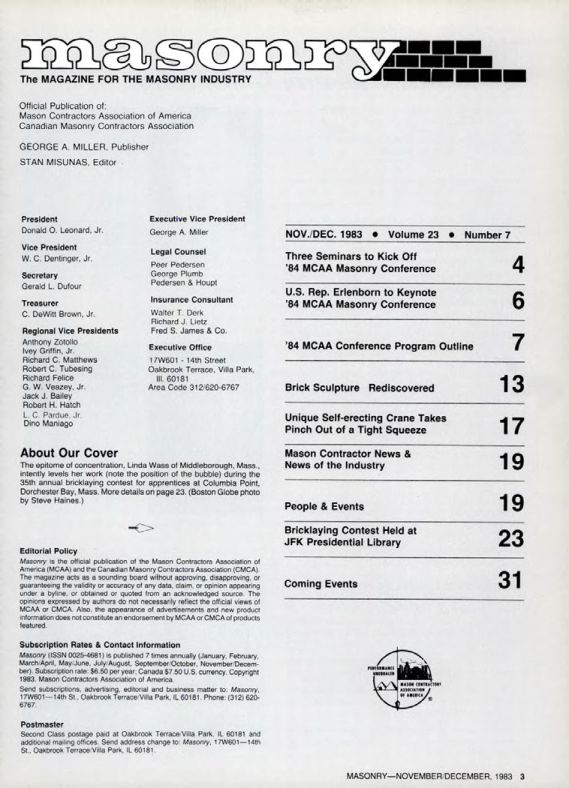 masonry
The MAGAZINE FOR THE MASONRY INDUSTRY
Official Publication of:
Mason Contractors Association of America
Canadian Masonry Contractors Association
GEORGE A. MILLER, Publisher
STAN MISUNAS, Editor
President
Donald O. Leonard, Jr.
Vice President
W. C. Dentinger, Jr.
Secretary
Gerald L. Dufour
Treasurer
C. DeWitt Brown, Jr.
Regional Vice Presidents
Anthony Zotollo
Ivey Griffin, Jr.
Richard C. Matthews
Robert C. Tubesing
Richard Felice
G. W. Veazey, Jr.
Jack J. Bailey
Robert H. Hatch
L. C. Pardue, Jr.
Dino Maniago
Executive Vice President
George A. Miller
Legal Counsel
Peer Pedersen
George Plumb
Pedersen & Houpt
Insurance Consultant
Walter T. Derk
Richard J. Lietz
Fred S. James & Co.
Executive Office
17W601 - 14th Street
Oakbrook Terrace, Villa Park,
Ill. 60181
Area Code 312/620-6767
About Our Cover
The epitome of concentration, Linda Wass of Middleborough, Mass.,
intently levels her work (note the position of the bubble) during the
35th annual bricklaying contest for apprentices at Columbia Point,
Dorchester Bay, Mass. More details on page 23. (Boston Globe photo
by Steve Haines.)
Editorial Policy
Masonry is the official publication of the Mason Contractors Association of
America (MCAA) and the Canadian Masonry Contractors Association (CMCA).
The magazine acts as a sounding board without approving, disapproving, or
guaranteeing the validity or accuracy of any data, claim, or opinion appearing
under a byline, or obtained or quoted from an acknowledged source. The
opinions expressed by authors do not necessarily reflect the official views of
MCAA or CMCA. Also, the appearance of advertisements and new product
information does not constitute an endorsement by MCAA or CMCA of products
featured.
Subscription Rates & Contact Information
Masonry (ISSN 0025-4681) is published 7 times annually (January, February,
March/April, May/June, July/August, September/October, November/Decem-
ber). Subscription rate: $6.50 per year; Canada $7.50 U.S. currency. Copyright
1983. Mason Contractors Association of America.
Send subscriptions, advertising, editorial and business matter to: Masonry,
17W601—14th St., Oakbrook Terrace/Villa Park, IL 60181. Phone: (312) 620-
6767.
Postmaster
Second Class postage paid at Oakbrook Terrace/Villa Park, IL 60181 and
additional mailing offices. Send address change to: Masonry, 17W601—14th
St., Oakbrook Terrace/Villa Park, IL 60181.
NOV./DEC. 1983 ● Volume 23 ● Number 7
Three Seminars to Kick Off
'84 MCAA Masonry Conference 4
U.S. Rep. Erlenborn to Keynote
'84 MCAA Masonry Conference 6
'84 MCAA Conference Program Outline 7
Brick Sculpture Rediscovered 13
Unique Self-erecting Crane Takes
Pinch Out of a Tight Squeeze 17
Mason Contractor News &
News of the Industry 19
People & Events 19
Bricklaying Contest Held at
JFK Presidential Library 23
Coming Events 31
PERFORMANCE
UNEQUALED
MASON CONTRACTORS
ASSOCIATION
OF AMERICA
®
MASONRY—NOVEMBER/DECEMBER, 1983 3